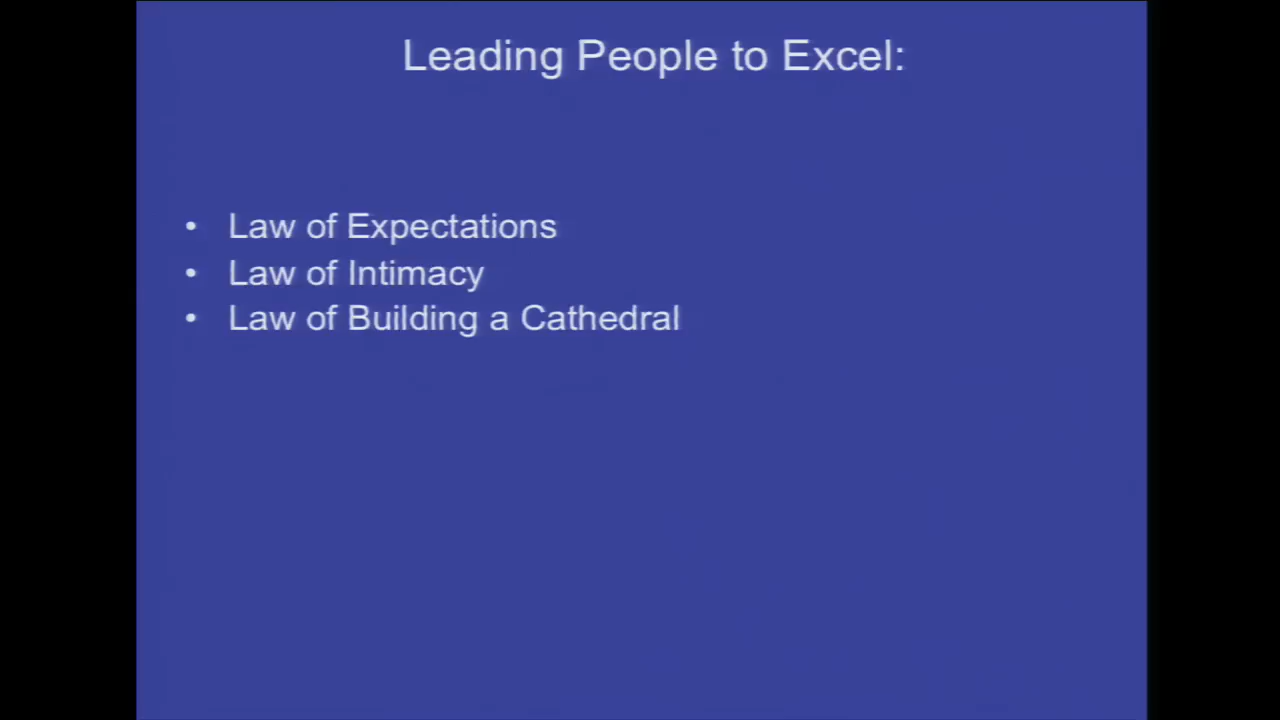 Leading People to Excel:
• Law of Expectations
• Law of Intimacy
• Law of Building a Cathedral